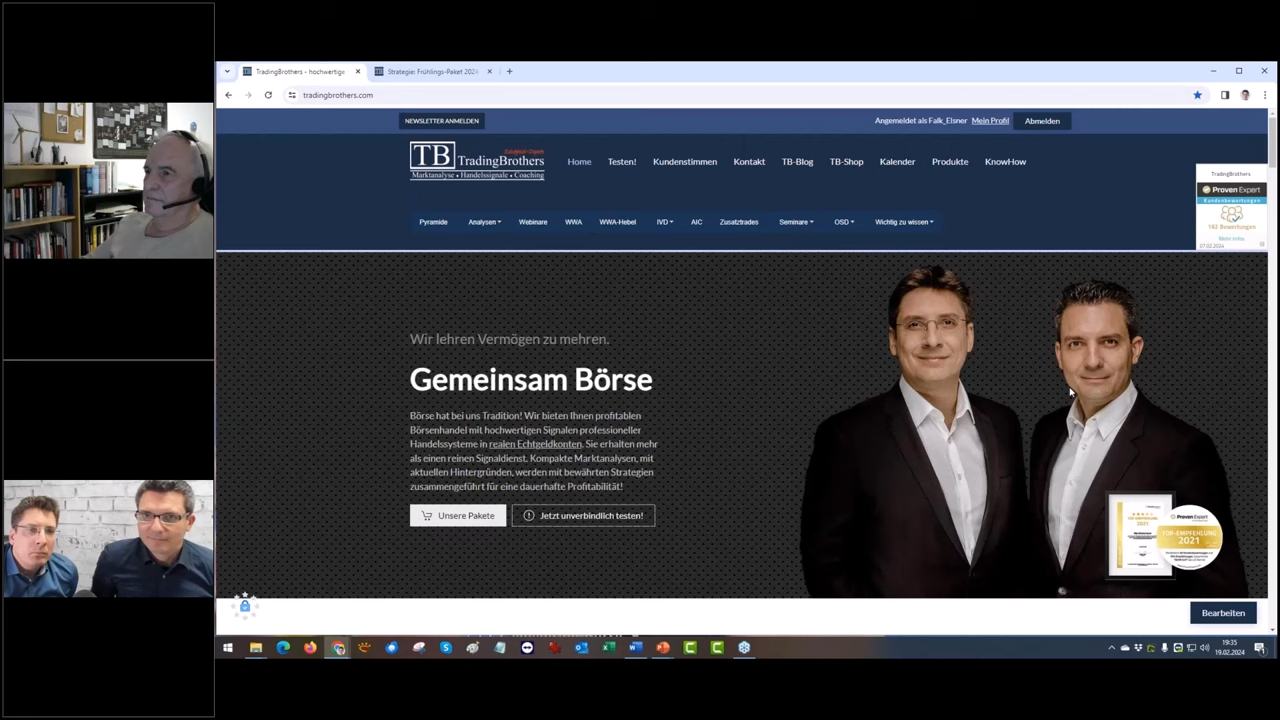 TradingBrothers - hochwertige
Strategie: Frühlings-Paket 2024
tradingbrothers.com
NEWSLETTER ANMELDEN
Angemeldet als Falk_Elsner Mein Profil Abmelden
TB TradingBrothers
Marktanalyse • Handelssignale • Coaching
Home Testen! Kundenstimmen Kontakt TB-Blog TB-Shop Kalender Produkte KnowHow
Pyramide Analysen Webinare WWA WWA-Hebel IVD AIC Zusatztrades Seminare OSD Wichtig zu wissen
TradingBrothers
Proven Expert
Kundenbewertungen
Mehr Infos
07.02.2024
Wir lehren Vermögen zu mehren.
Gemeinsam Börse
Börse hat bei uns Tradition! Wir bieten Ihnen profitablen
Börsenhandel mit hochwertigen Signalen professioneller
Handelssysteme in realen Echtgeldkonten. Sie erhalten mehr
als einen reinen Signaldienst. Kompakte Marktanalysen, mit
aktuellen Hintergründen, werden mit bewährten Strategien
zusammengeführt für eine dauerhafte Profitabilität!
Unsere Pakete
Jetzt unverbindlich testen!
Proven Expert
TOP-EMPFEHLUNG
2021
Bearbeiten
19:35
19.02.2024